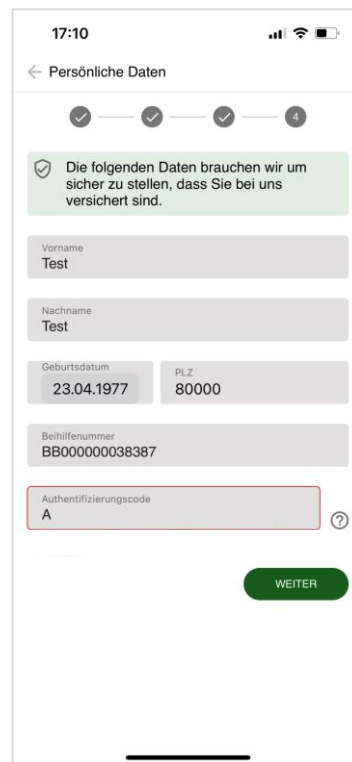 17:10
Persönliche Daten
4
Die folgenden Daten brauchen wir um
sicher zu stellen, dass Sie bei uns
versichert sind.
Vorname
Test
Nachname
Test
Geburtsdatum
23.04.1977
PLZ
80000
Beihilfenummer
BB000000038387
Authentifizierungscode
A
?
WEITER